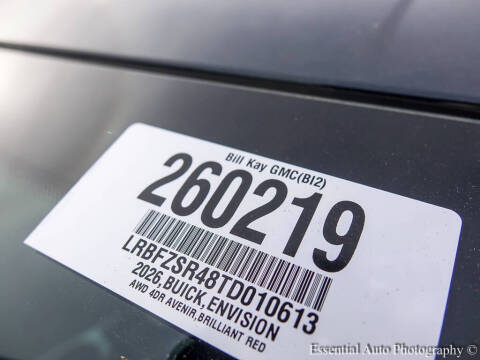 Bill Kay GMC(BI2)
260219
LRBFZSR48TD010613
2026,BUICK,ENVISION
AWD 4DR AVENIR,BRILLIANT RED
Essential Auto Photography ©